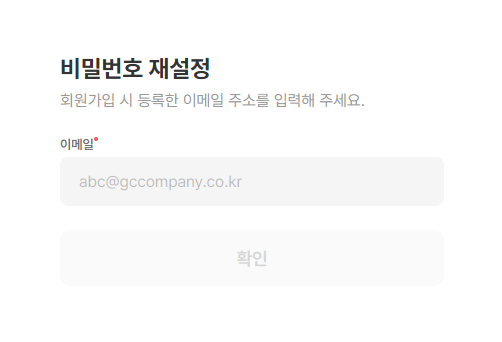 비밀번호 재설정
회원가입 시 등록한 이메일 주소를 입력해 주세요.
이메일
abc@gccompany.co.kr
확인